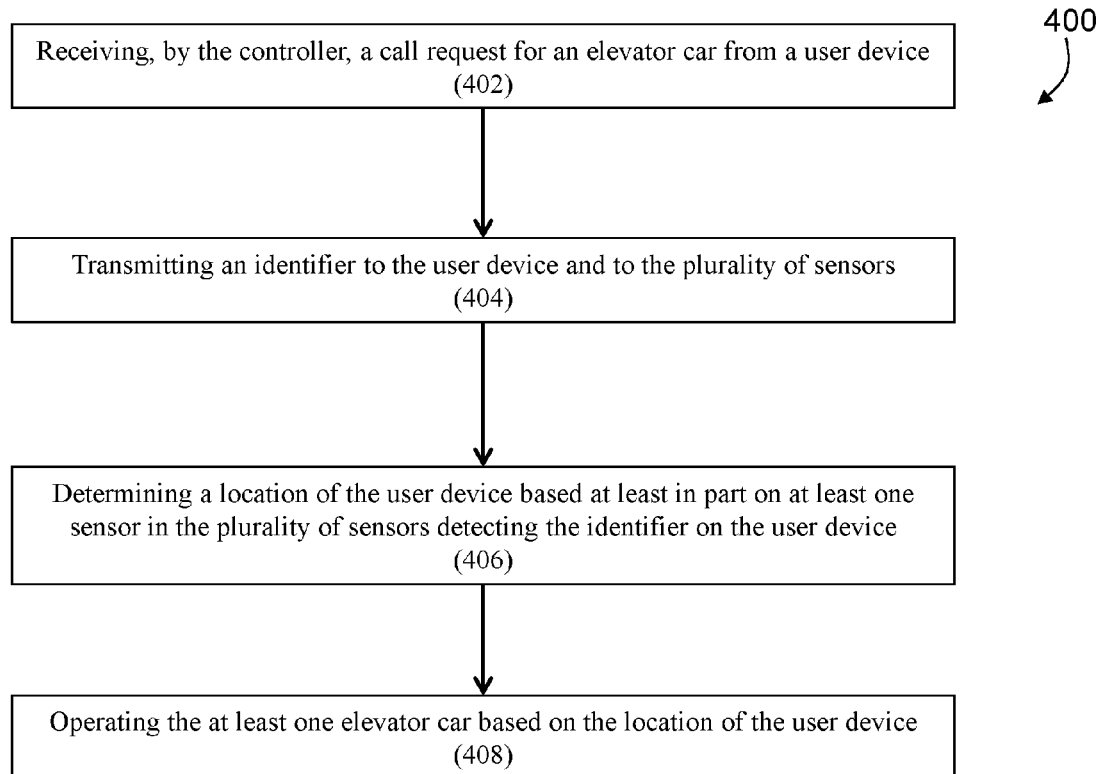 400
Receiving, by the controller, a call request for an elevator car from a user device
(402)
Transmitting an identifier to the user device and to the plurality of sensors
(404)
Determining a location of the user device based at least in part on at least one
sensor in the plurality of sensors detecting the identifier on the user device
(406)
Operating the at least one elevator car based on the location of the user device
(408)